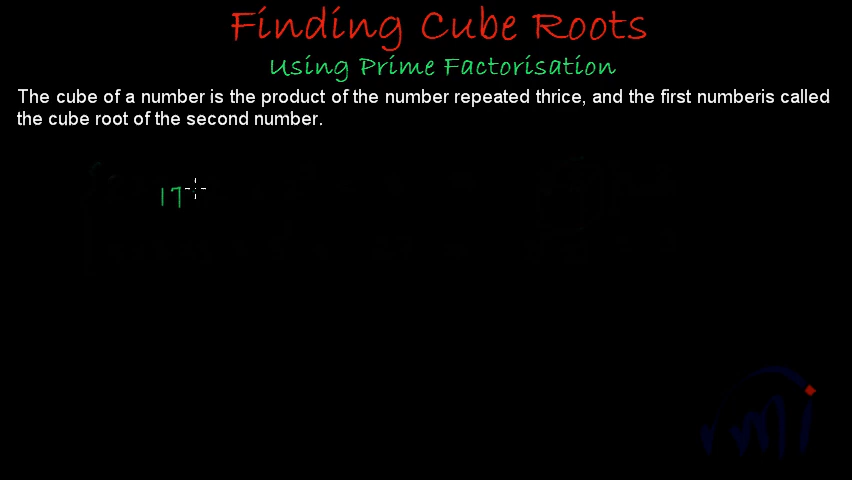 Finding Cube Roots
Using Prime Factorisation
The cube of a number is the product of the number repeated thrice, and the first numberis called
the cube root of the second number.
17